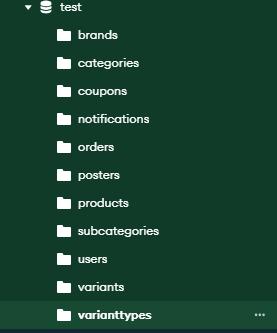 test
brands
categories
coupons
notifications
orders
posters
products
subcategories
users
variants
varianttypes